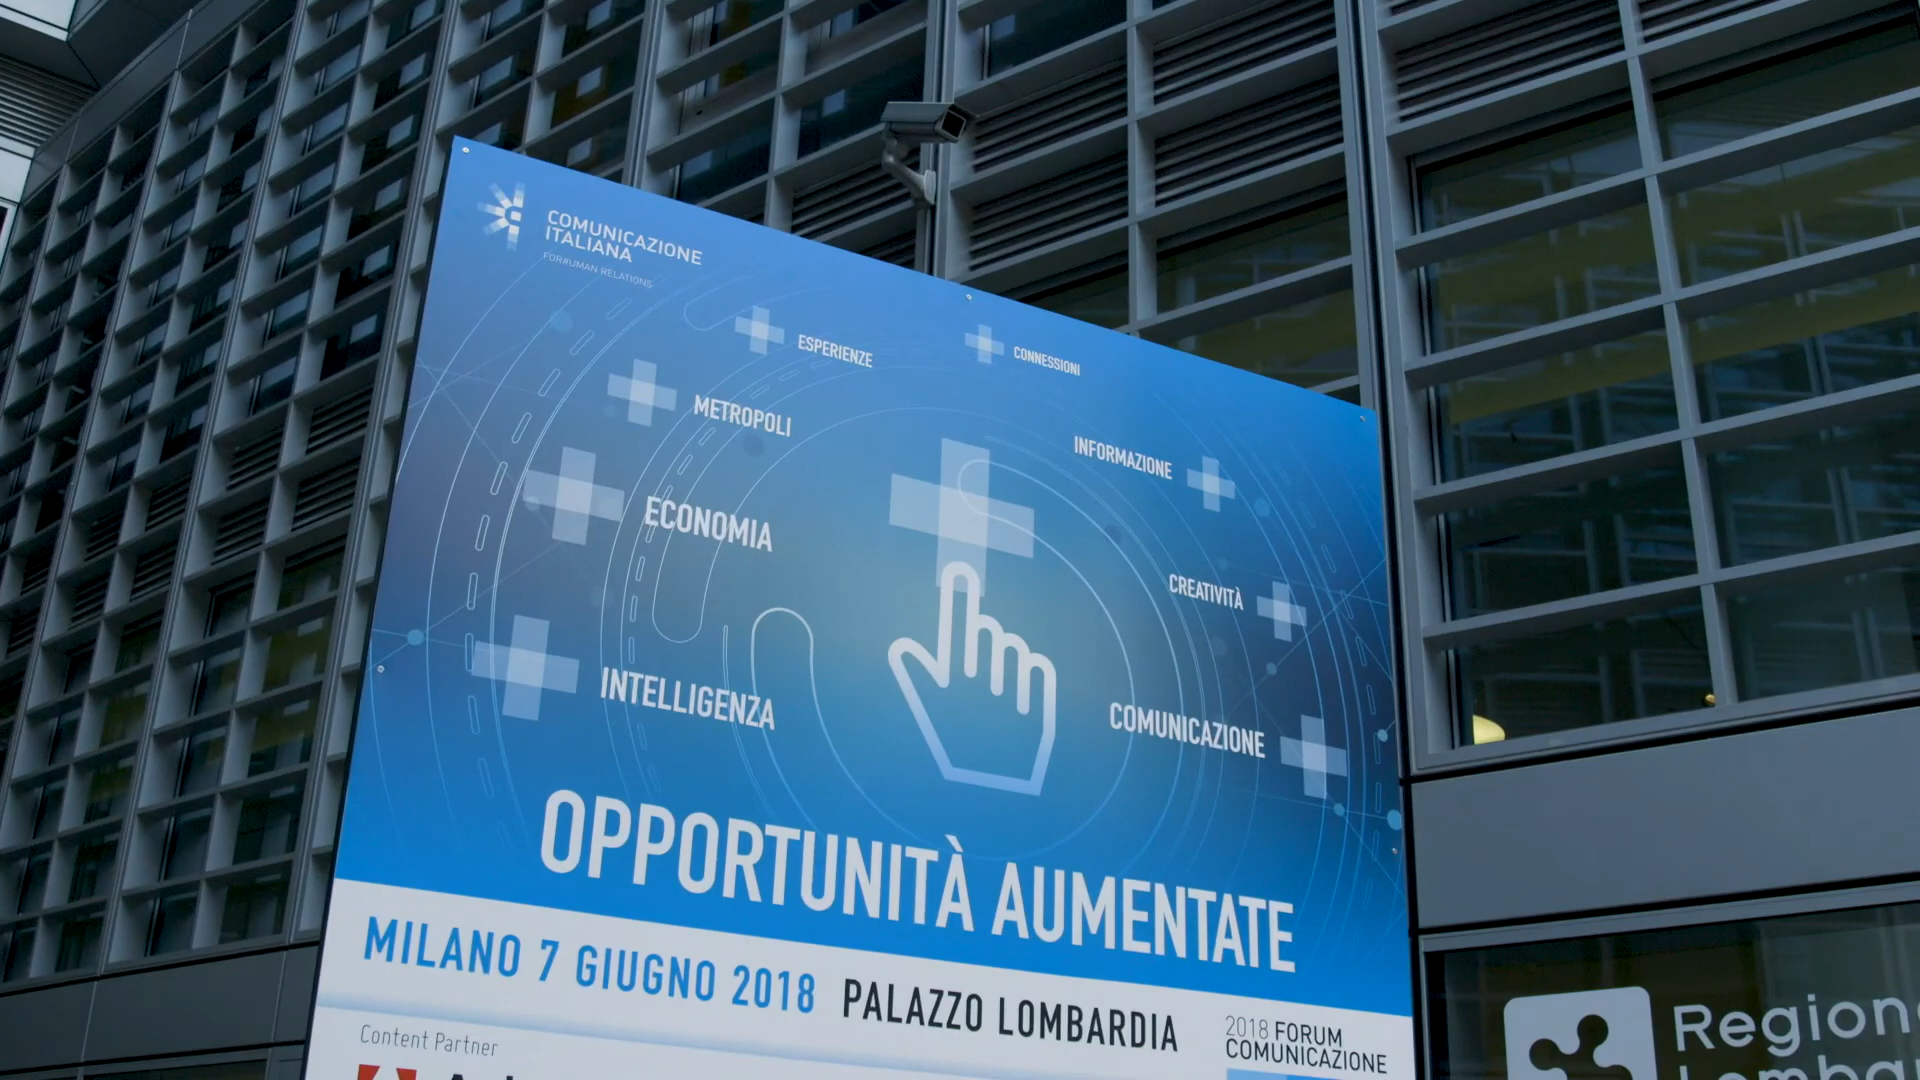 COMUNICAZIONE
ITALIANA
FOR#UMAN RELATIONS
ESPERIENZE
CONNESSIONI
METROPOLI
INFORMAZIONE
ECONOMIA
CREATIVITÀ
INTELLIGENZA
COMUNICAZIONE
OPPORTUNITÀ AUMENTATE
MILANO 7 GIUGNO 2018 PALAZZO LOMBARDIA
2018 FORUM
COMUNICAZIONE
Content Partner
Region